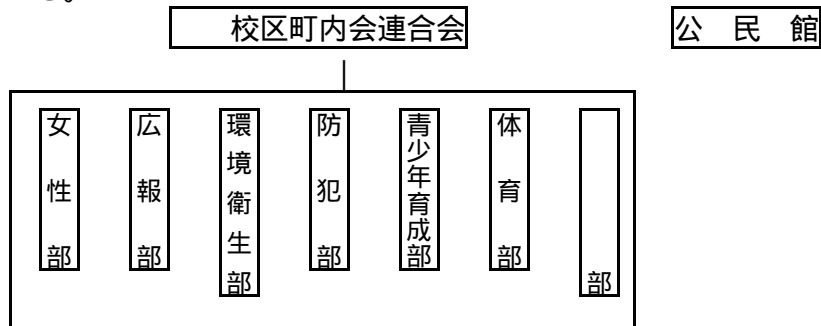 る。
校区町内会連合会
公民館
女性部
広報部
環境衛生部
防犯部
青少年育成部
体育部
部